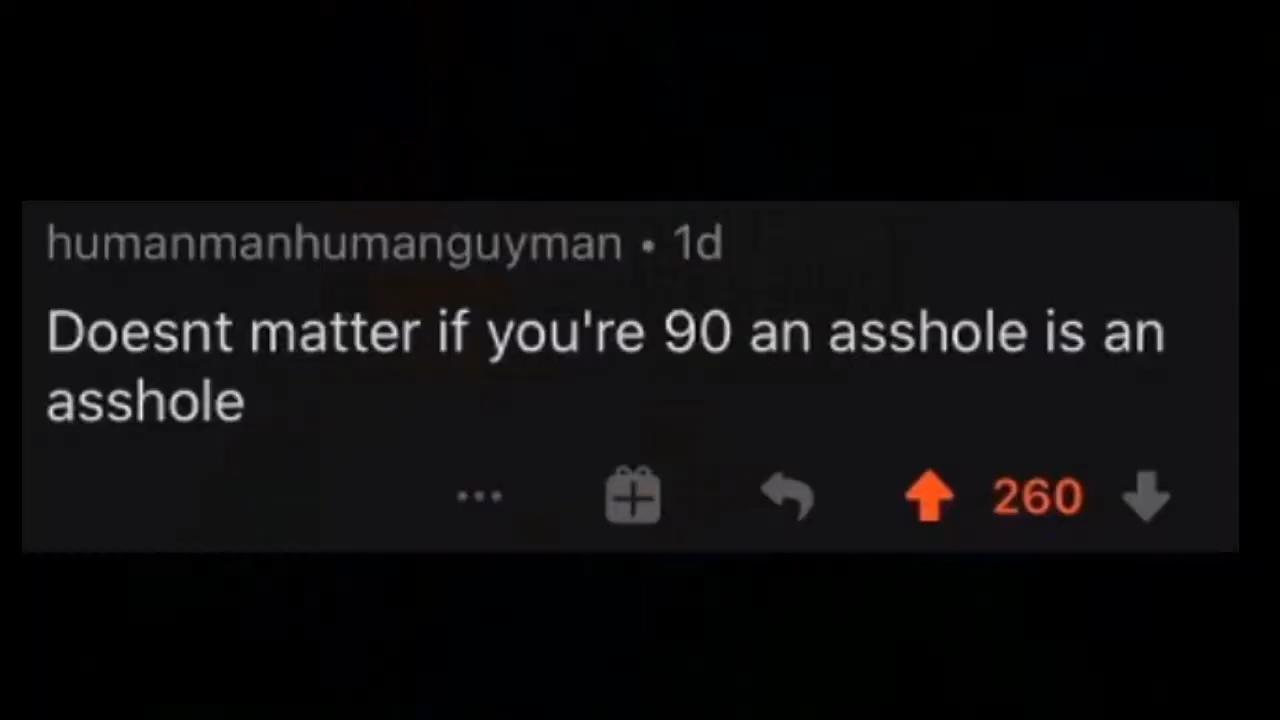 humanmanhumanguyman • 1d
Doesnt matter if you're 90 an asshole is an
asshole
260